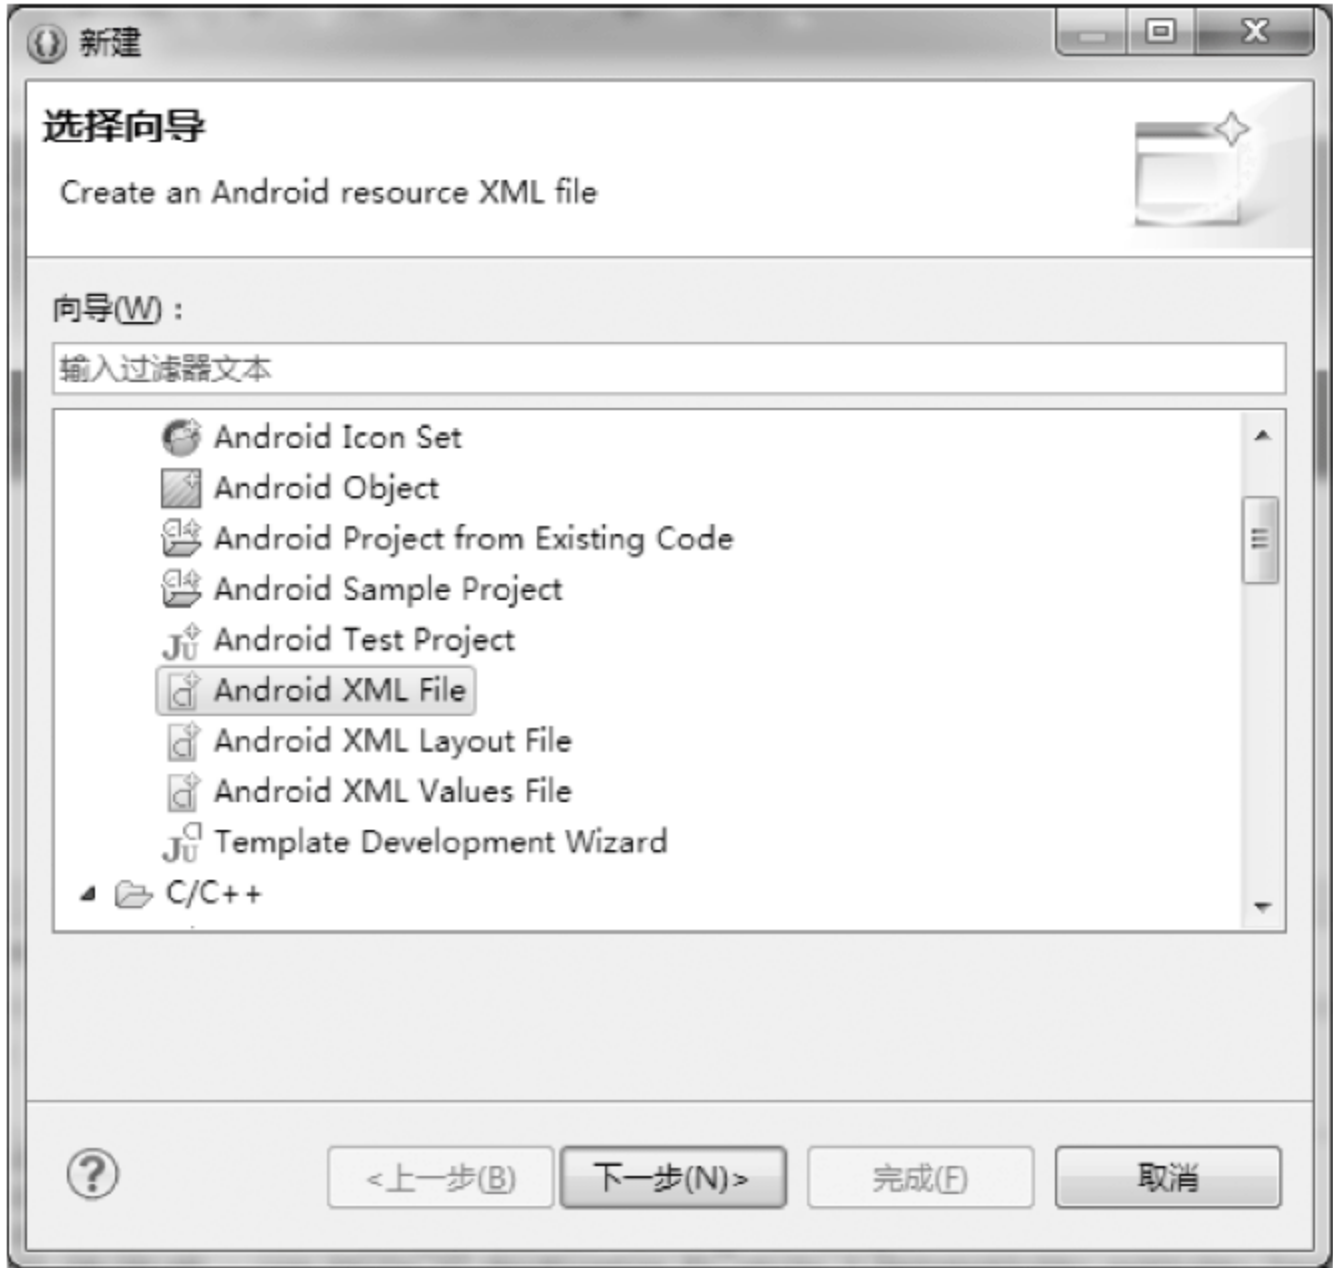 新建
选择向导
Create an Android resource XML file
向导(W)：
输入过滤器文本
Android Icon Set
Android Object
Android Project from Existing Code
Android Sample Project
Android Test Project
Android XML File
Android XML Layout File
Android XML Values File
Template Development Wizard
C/C++
<上一步(B) 下一步(N)> 完成(F) 取消